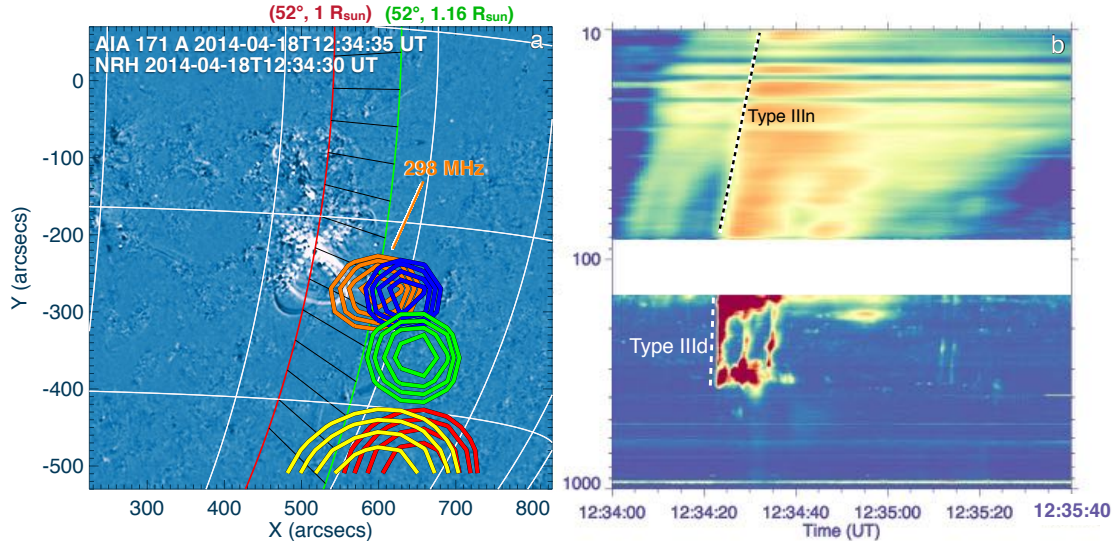 (52°, 1 Rsun) (52°, 1.16 Rsun)
AIA 171 A 2014-04-18T12:34:35 UT
NRH 2014-04-18T12:34:30 UT
a
298 MHz
0
-100
-200
-300
-400
-500
Y (arcsecs)
300 400 500 600 700 800
X (arcsecs)
b
10
100
1000
Type IIIn
Type IIId
12:34:00 12:34:20 12:34:40 12:35:00 12:35:20 12:35:40
Time (UT)